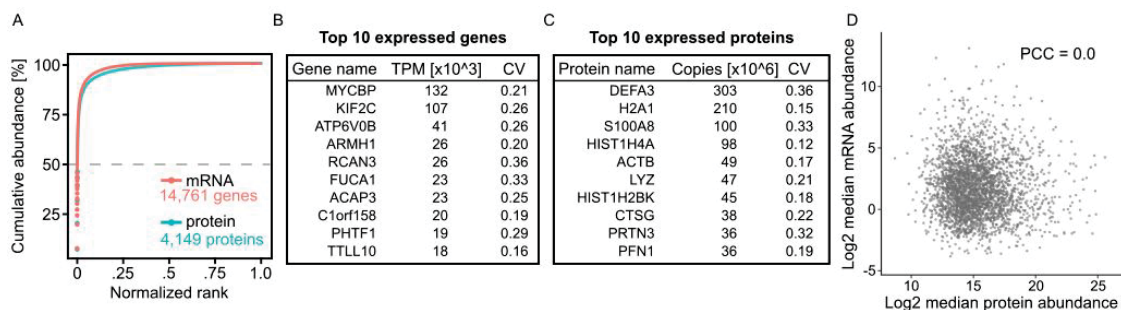 A
Cumulative abundance [%]
100
75
50
25
mRNA
14,761 genes
protein
4,149 proteins
0 .25 .50 .75 1.0
Normalized rank
B
Top 10 expressed genes
Gene name TPM [x10^3] CV
MYCBP 132 0.21
KIF2C 107 0.26
ATP6V0B 41 0.26
ARMH1 26 0.20
RCAN3 26 0.36
FUCA1 23 0.33
ACAP3 23 0.25
C1orf158 20 0.19
PHTF1 19 0.29
TTLL10 18 0.16
C
Top 10 expressed proteins
Protein name Copies [x10^6] CV
DEFA3 303 0.36
H2A1 210 0.15
S100A8 100 0.33
HIST1H4A 98 0.12
ACTB 49 0.17
LYZ 47 0.21
HIST1H2BK 45 0.18
CTSG 38 0.22
PRTN3 36 0.32
PFN1 36 0.19
D
Log2 median mRNA abundance
PCC = 0.0
15
10
5
0
-5
10 15 20 25
Log2 median protein abundance